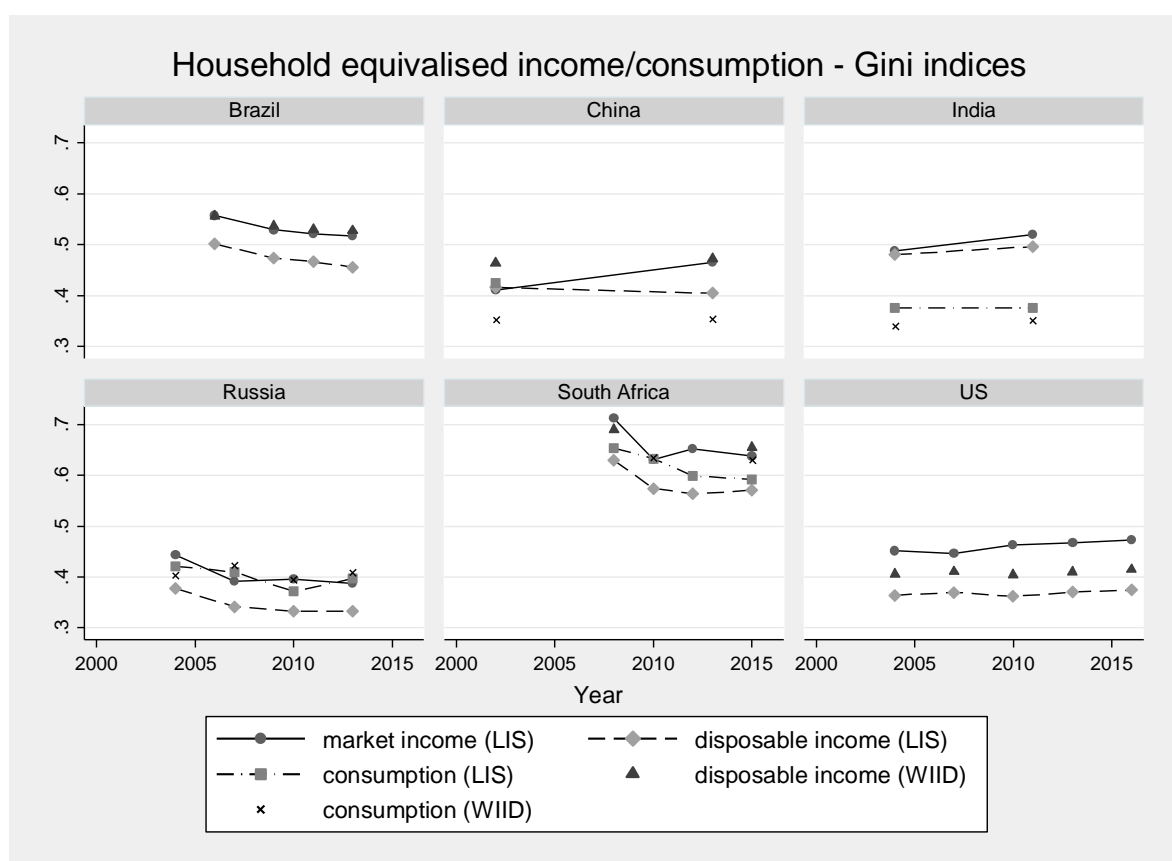 Household equivalised income/consumption - Gini indices
Brazil
China
India
.7
.6
.5
.4
.3
Russia
South Africa
US
.7
.6
.5
.4
.3
2000 2005 2010 2015
2000 2005 2010 2015
2000 2005 2010 2015
Year
market income (LIS)
disposable income (LIS)
consumption (LIS)
disposable income (WIID)
consumption (WIID)